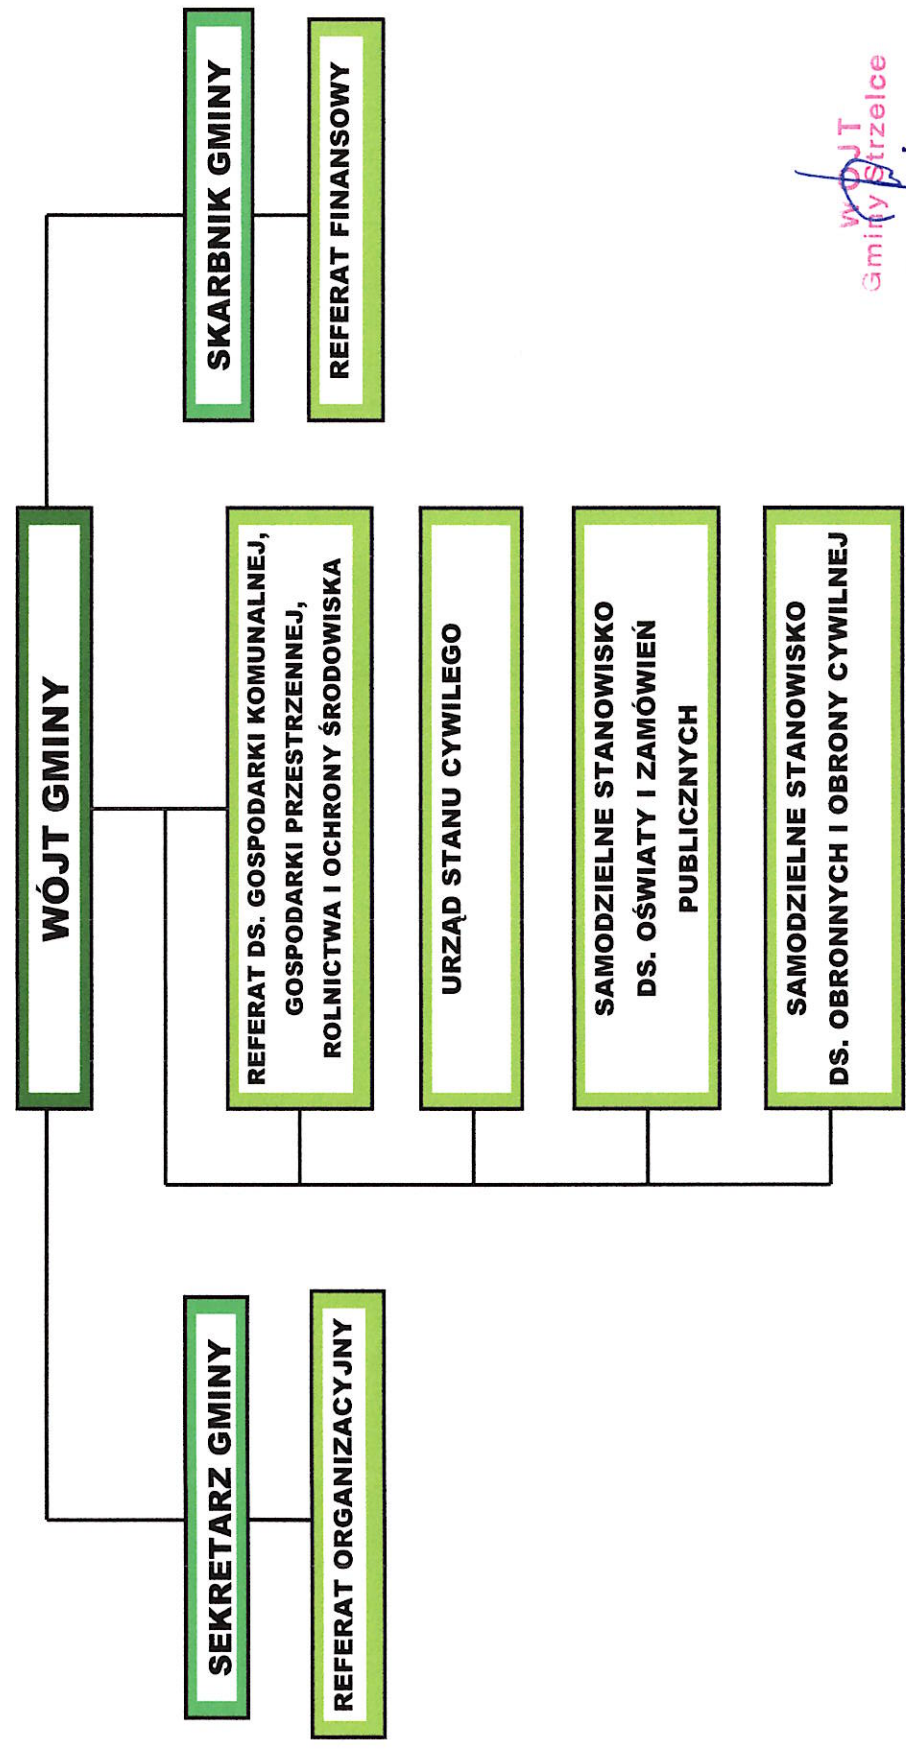 WÓJT GMINY
SEKRETARZ GMINY
REFERAT ORGANIZACYJNY
REFERAT DS. GOSPODARKI KOMUNALNEJ,
GOSPODARKI PRZESTRZENNEJ,
ROLNICTWA I OCHRONY ŚRODOWISKA
URZĄD STANU CYWILEGO
SAMODZIELNE STANOWISKO
DS. OŚWIATY I ZAMÓWIEŃ
PUBLICZNYCH
SAMODZIELNE STANOWISKO
DS. OBRONNYCH I OBRONY CYWILNEJ
SKARBNIK GMINY
REFERAT FINANSOWY
WÓJT
Gminy Strzelce